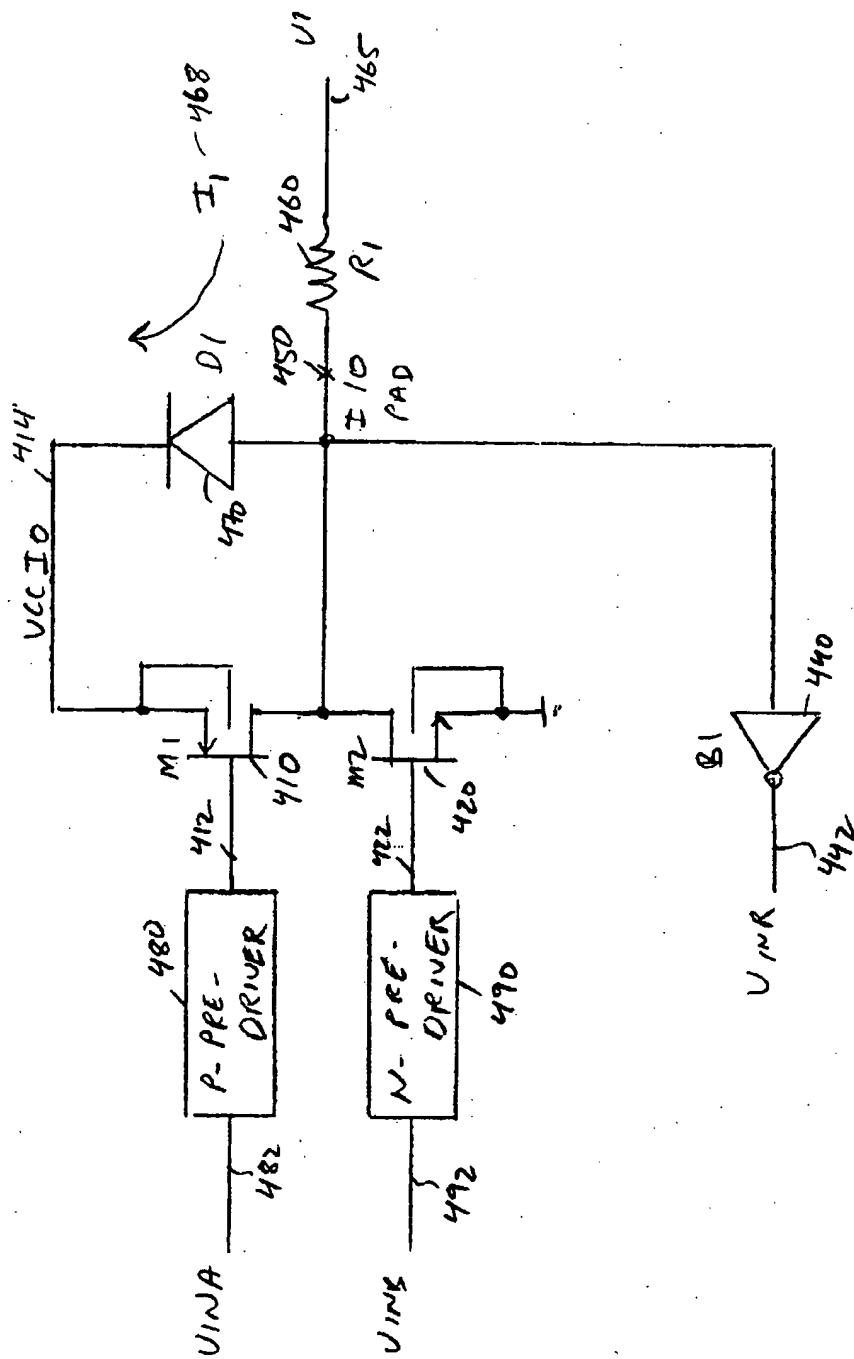 I1 - 468
V1
465
460
R1
450
I/O
PAD
D1
470
414
VCCIO
M1
410
412
480
P-PRE-
DRIVER
482
VINA
M2
420
422
N-PRE-
DRIVER
490
492
VINB
B1
440
442
VINR